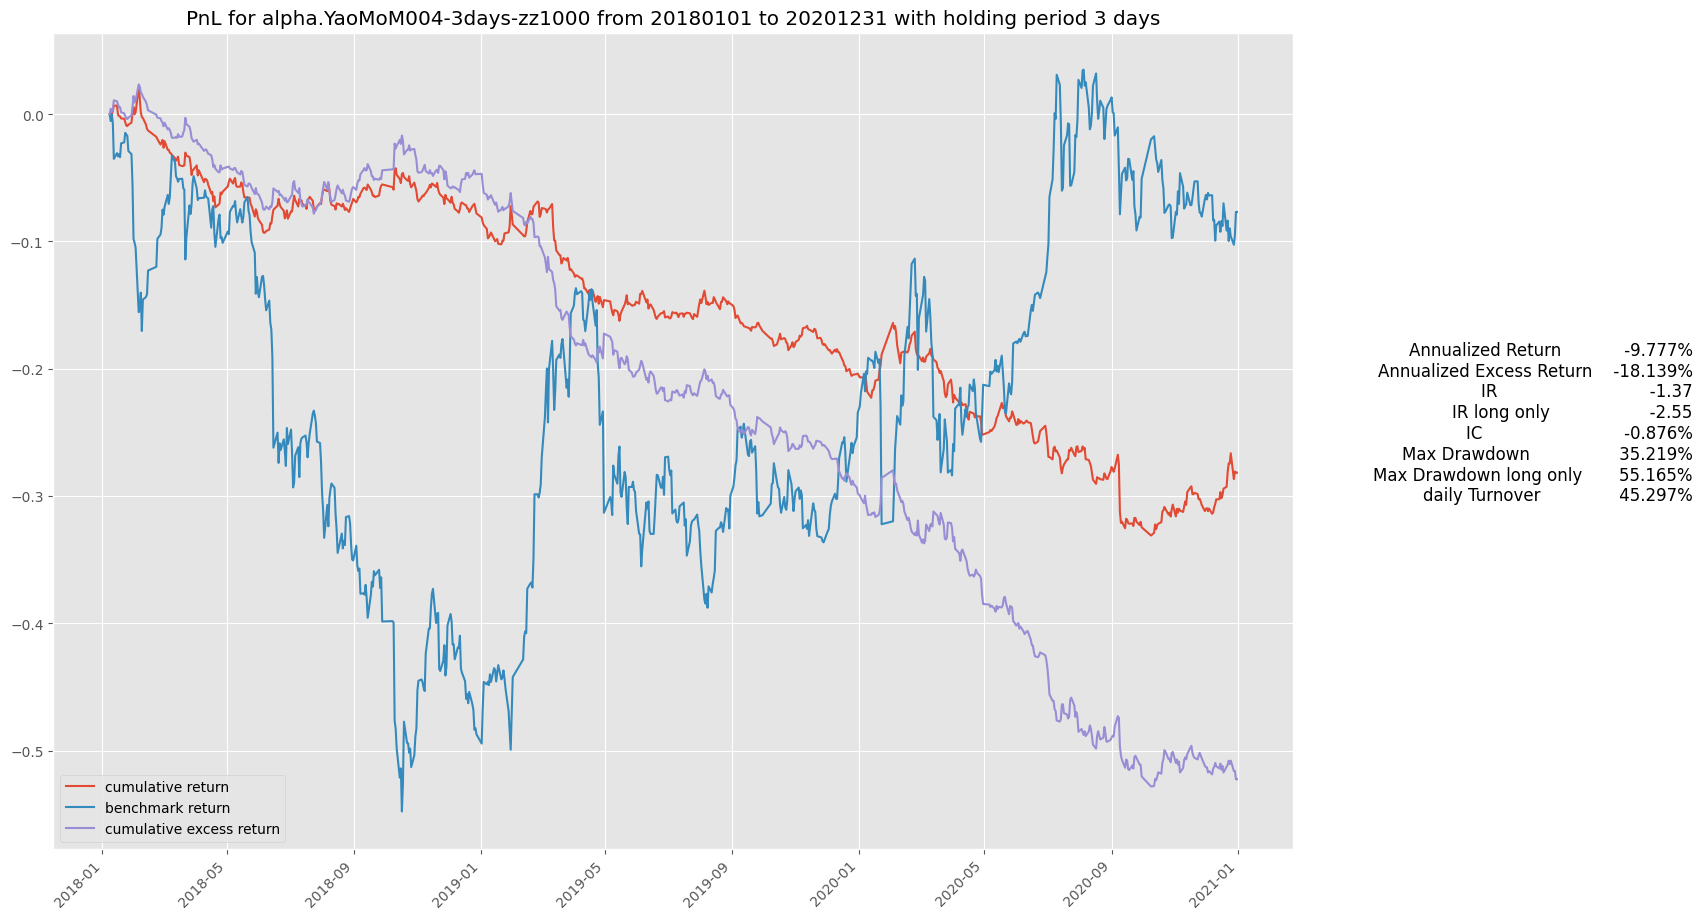 PnL for alpha.YaoMoM004-3days-zz1000 from 20180101 to 20201231 with holding period 3 days
0.0
−0.1
−0.2
−0.3
−0.4
−0.5
cumulative return
benchmark return
cumulative excess return
2018-01
2018-05
2018-09
2019-01
2019-05
2019-09
2020-01
2020-05
2020-09
2021-01
Annualized Return -9.777%
Annualized Excess Return -18.139%
IR -1.37
IR long only -2.55
IC -0.876%
Max Drawdown 35.219%
Max Drawdown long only 55.165%
daily Turnover 45.297%